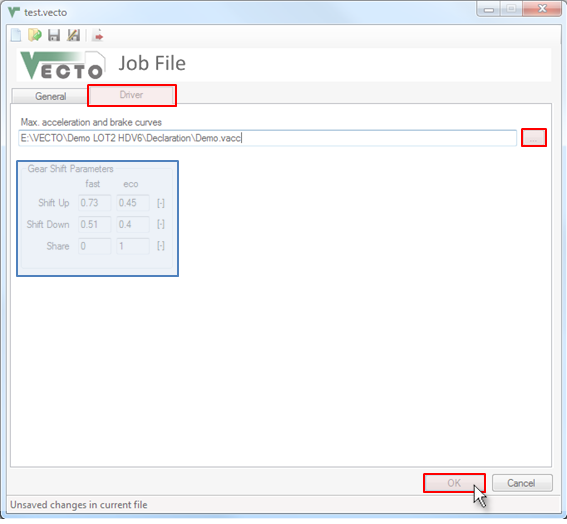 test.vecto
VECTO Job File
General Driver
Max. acceleration and brake curves
E:\VECTO\Demo LOT2 HDV6\Declaration\Demo.vacc
...
Gear Shift Parameters
fast eco
Shift Up 0.73 0.45 [-]
Shift Down 0.51 0.4 [-]
Share 0 1 [-]
OK Cancel
Unsaved changes in current file